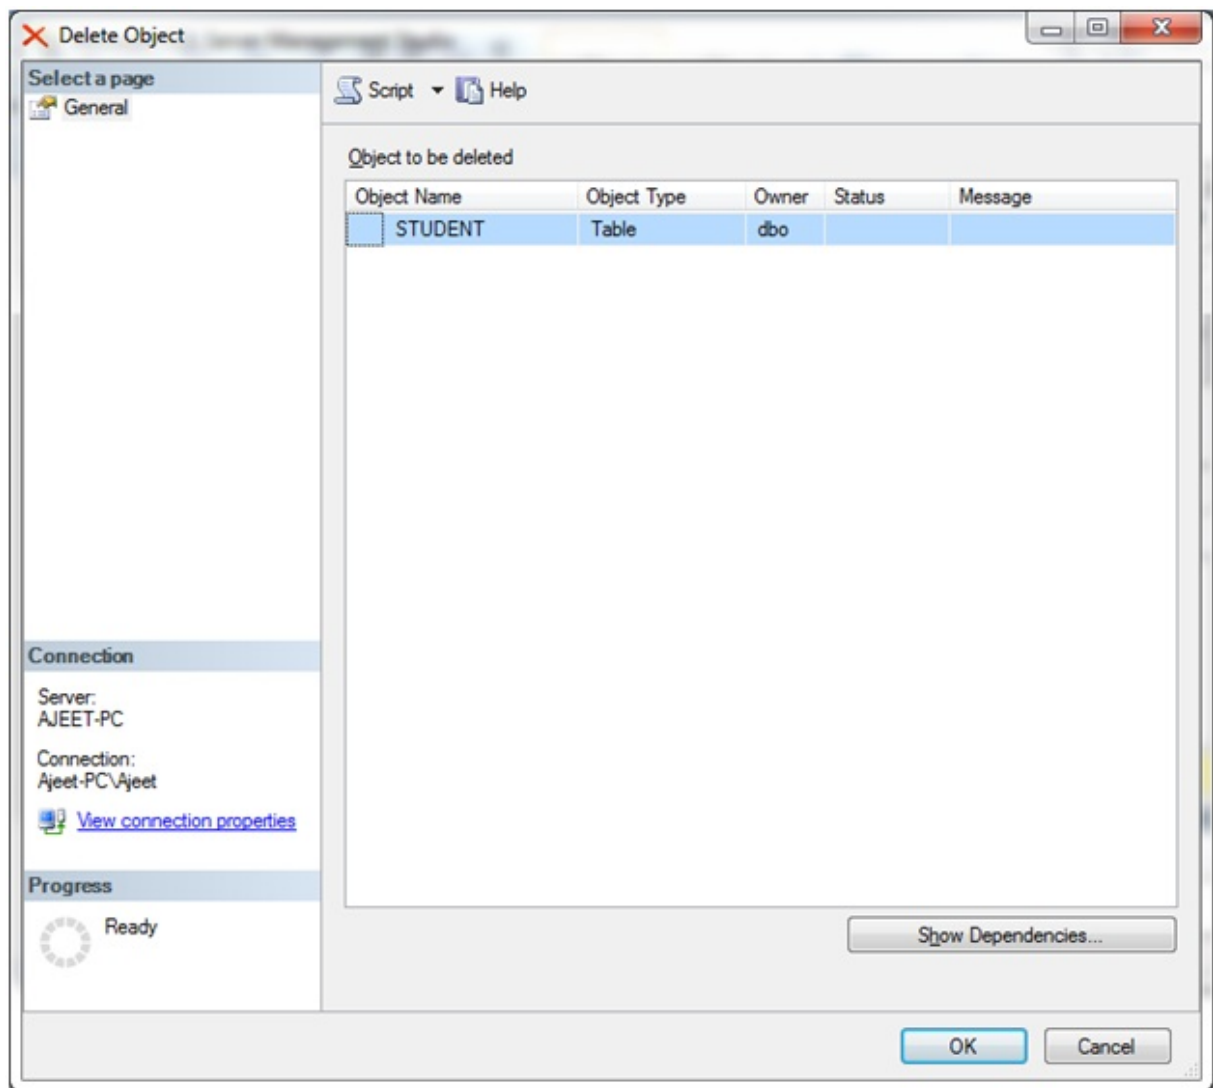 Delete Object
Select a page
General
Script Help
Object to be deleted
Object Name Object Type Owner Status Message
STUDENT Table dbo
Connection
Server:
AJEET-PC
Connection:
Ajeet-PC\Ajeet
View connection properties
Progress
Ready
Show Dependencies...
OK Cancel